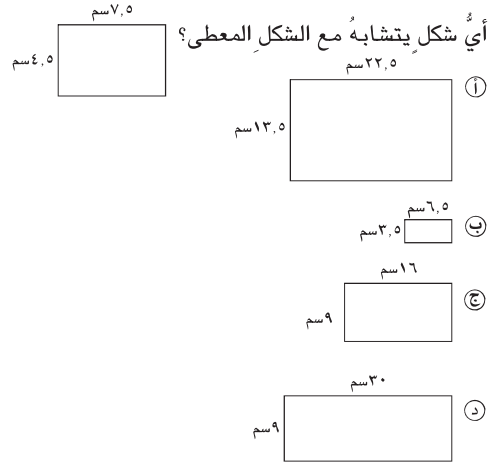 أيُّ شكلٍ يتشابهُ مع الشكلِ المعطى؟
٧,٥سم
٤,٥سم
أ
٢٢,٥سم
١٣,٥سم
ب
٦,٥سم
٣,٥سم
ج
١٦سم
٩سم
د
٣٠سم
٩سم